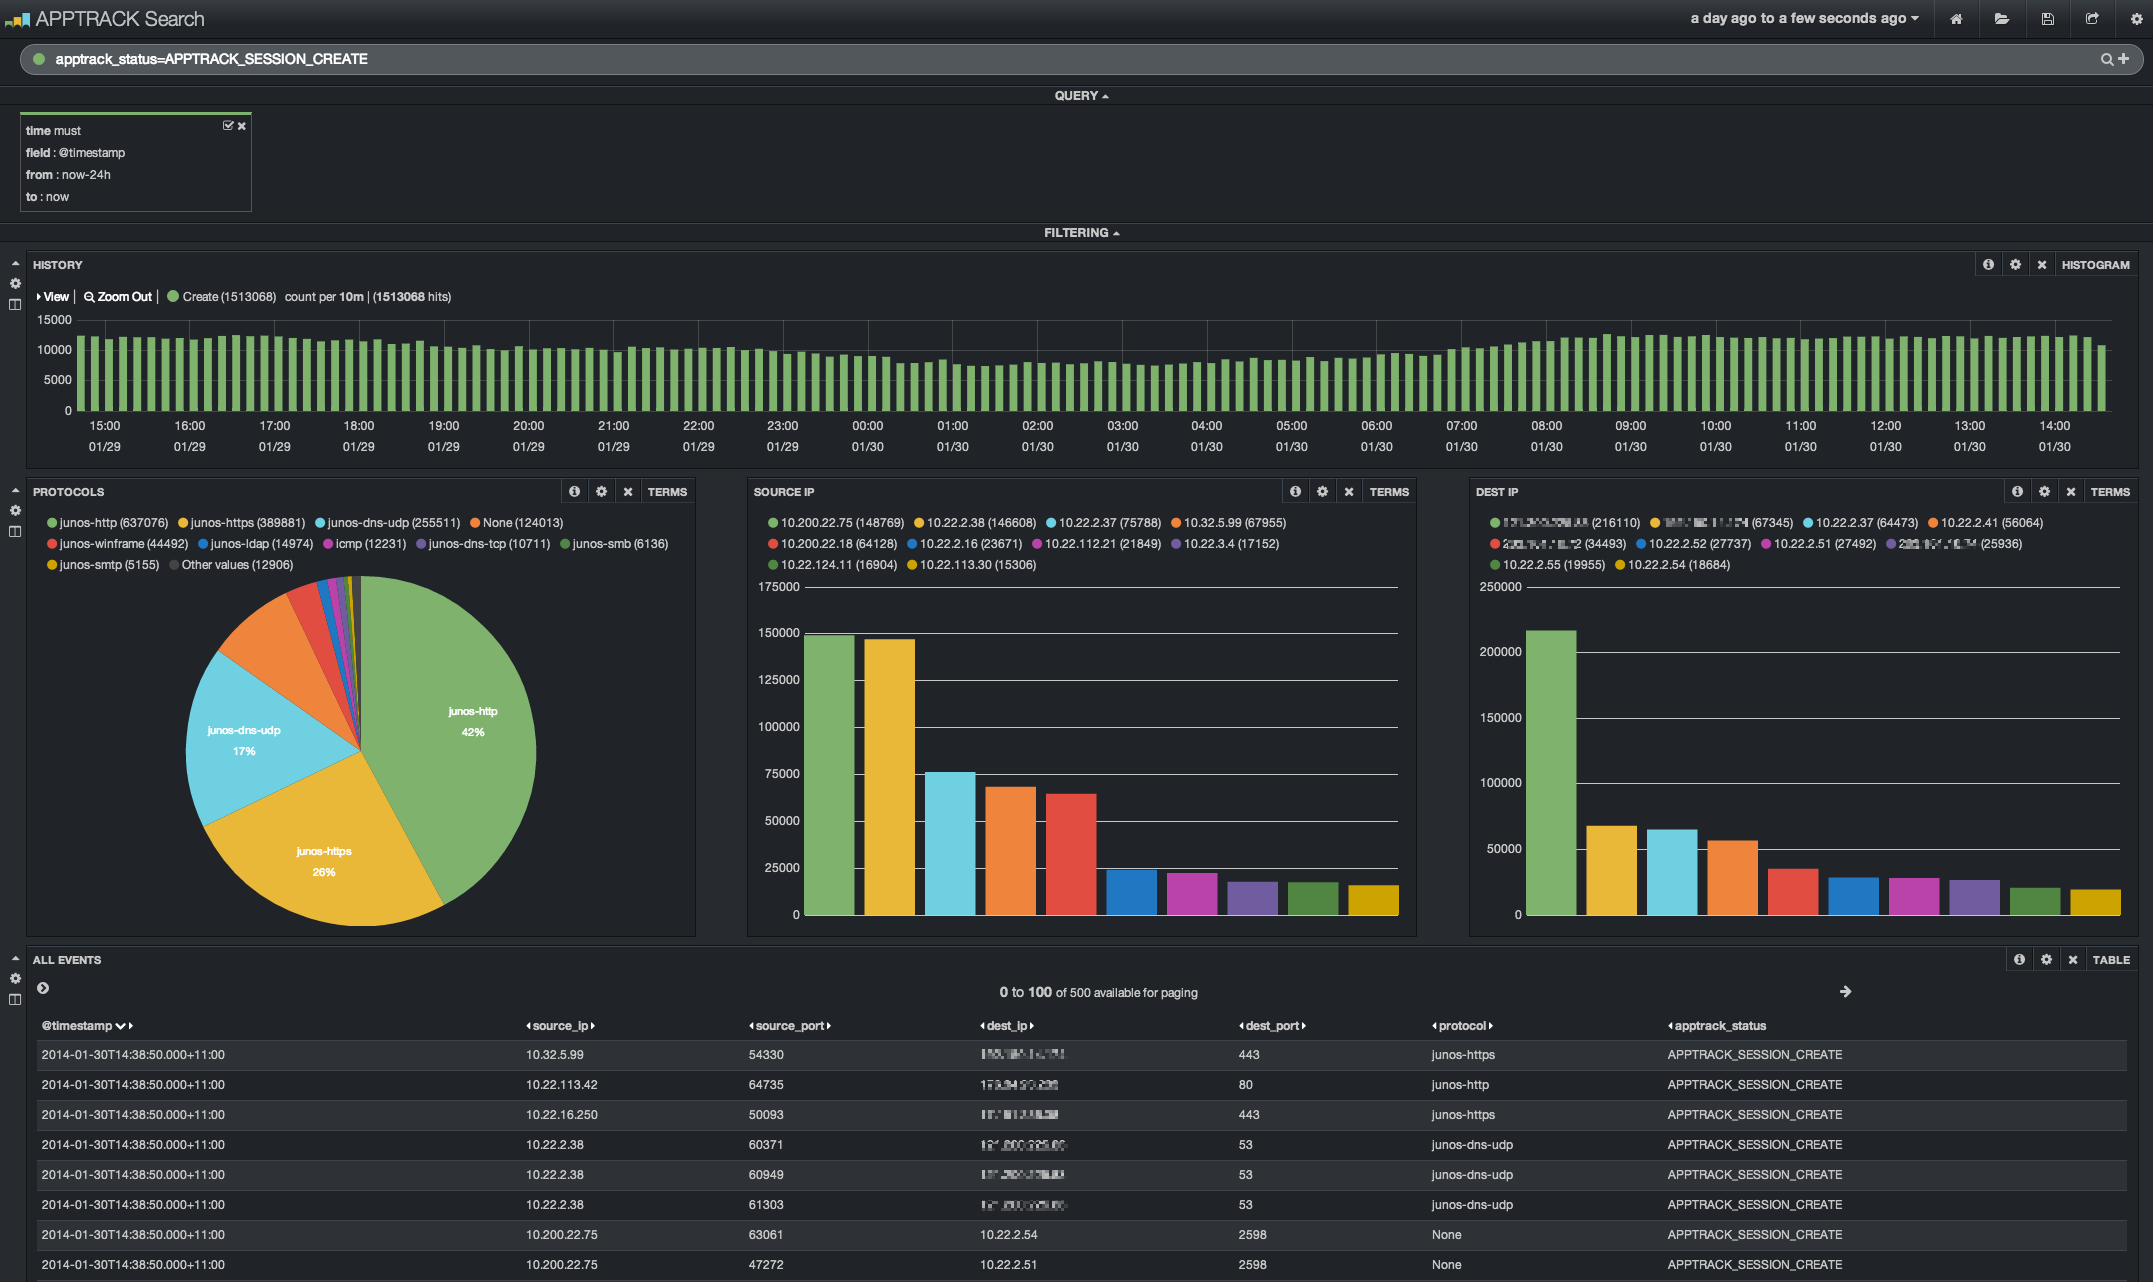 APPTRACK Search
a day ago to a few seconds ago
apptrack_status=APPTRACK_SESSION_CREATE
QUERY
time must
field : @timestamp
from : now-24h
to : now
FILTERING
HISTORY
HISTOGRAM
View | Zoom Out | Create (1513068) count per 10m | (1513068 hits)
15000
10000
5000
0
15:00 16:00 17:00 18:00 19:00 20:00 21:00 22:00 23:00 00:00 01:00 02:00 03:00 04:00 05:00 06:00 07:00 08:00 09:00 10:00 11:00 12:00 13:00 14:00
01/29 01/29 01/29 01/29 01/29 01/29 01/29 01/29 01/29 01/30 01/30 01/30 01/30 01/30 01/30 01/30 01/30 01/30 01/30 01/30 01/30 01/30 01/30 01/30
PROTOCOLS
TERMS
junos-http (637076) junos-https (389881) junos-dns-udp (255511) None (124013)
junos-winframe (44492) junos-ldap (14974) icmp (12231) junos-dns-tcp (10711) junos-smb (6136)
junos-smtp (5155) Other values (12906)
junos-http
42%
junos-dns-udp
17%
junos-https
26%
SOURCE IP
TERMS
10.200.22.75 (148769) 10.22.2.38 (146608) 10.22.2.37 (75788) 10.32.5.99 (67955)
10.200.22.18 (64128) 10.22.2.16 (23671) 10.22.112.21 (21849) 10.22.3.4 (17152)
10.22.124.11 (16904) 10.22.113.30 (15306)
175000
150000
125000
100000
75000
50000
25000
0
DEST IP
TERMS
(216110) (67345) 10.22.2.37 (64473) 10.22.2.41 (56064)
(34493) 10.22.2.52 (27737) 10.22.2.51 (27492) (25936)
10.22.2.55 (19955) 10.22.2.54 (18684)
250000
200000
150000
100000
50000
0
ALL EVENTS
TABLE
0 to 100 of 500 available for paging
@timestamp source_ip source_port dest_ip dest_port protocol apptrack_status
2014-01-30T14:38:50.000+11:00 10.32.5.99 54330 443 junos-https APPTRACK_SESSION_CREATE
2014-01-30T14:38:50.000+11:00 10.22.113.42 64735 80 junos-http APPTRACK_SESSION_CREATE
2014-01-30T14:38:50.000+11:00 10.22.16.250 50093 443 junos-https APPTRACK_SESSION_CREATE
2014-01-30T14:38:50.000+11:00 10.22.2.38 60371 53 junos-dns-udp APPTRACK_SESSION_CREATE
2014-01-30T14:38:50.000+11:00 10.22.2.38 60949 53 junos-dns-udp APPTRACK_SESSION_CREATE
2014-01-30T14:38:50.000+11:00 10.22.2.38 61303 53 junos-dns-udp APPTRACK_SESSION_CREATE
2014-01-30T14:38:50.000+11:00 10.200.22.75 63061 10.22.2.54 2598 None APPTRACK_SESSION_CREATE
2014-01-30T14:38:50.000+11:00 10.200.22.75 47272 10.22.2.51 2598 None APPTRACK_SESSION_CREATE